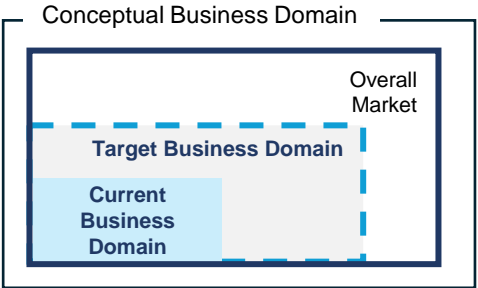 Conceptual Business Domain
Overall
Market
Target Business Domain
Current
Business
Domain